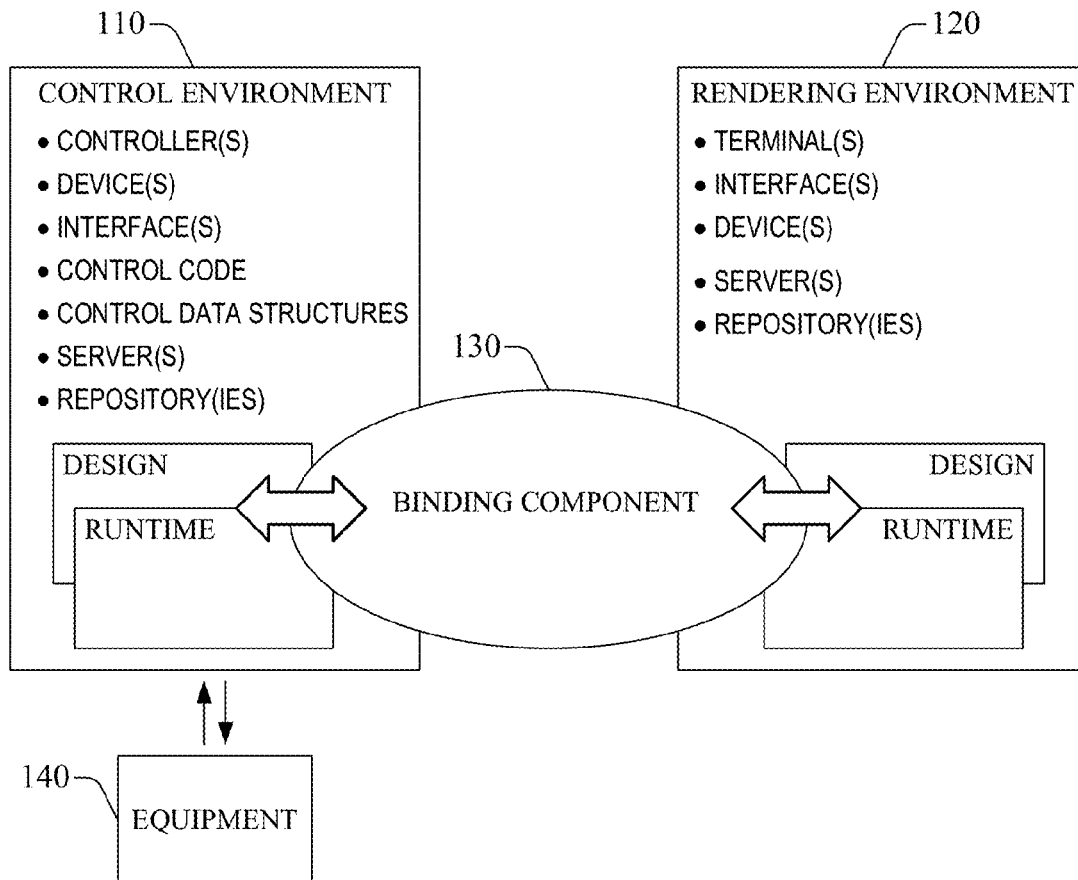 110
120
CONTROL ENVIRONMENT
• CONTROLLER(S)
• DEVICE(S)
• INTERFACE(S)
• CONTROL CODE
• CONTROL DATA STRUCTURES
• SERVER(S)
• REPOSITORY(IES)
RENDERING ENVIRONMENT
• TERMINAL(S)
• INTERFACE(S)
• DEVICE(S)
• SERVER(S)
• REPOSITORY(IES)
130
DESIGN
RUNTIME
BINDING COMPONENT
DESIGN
RUNTIME
140
EQUIPMENT